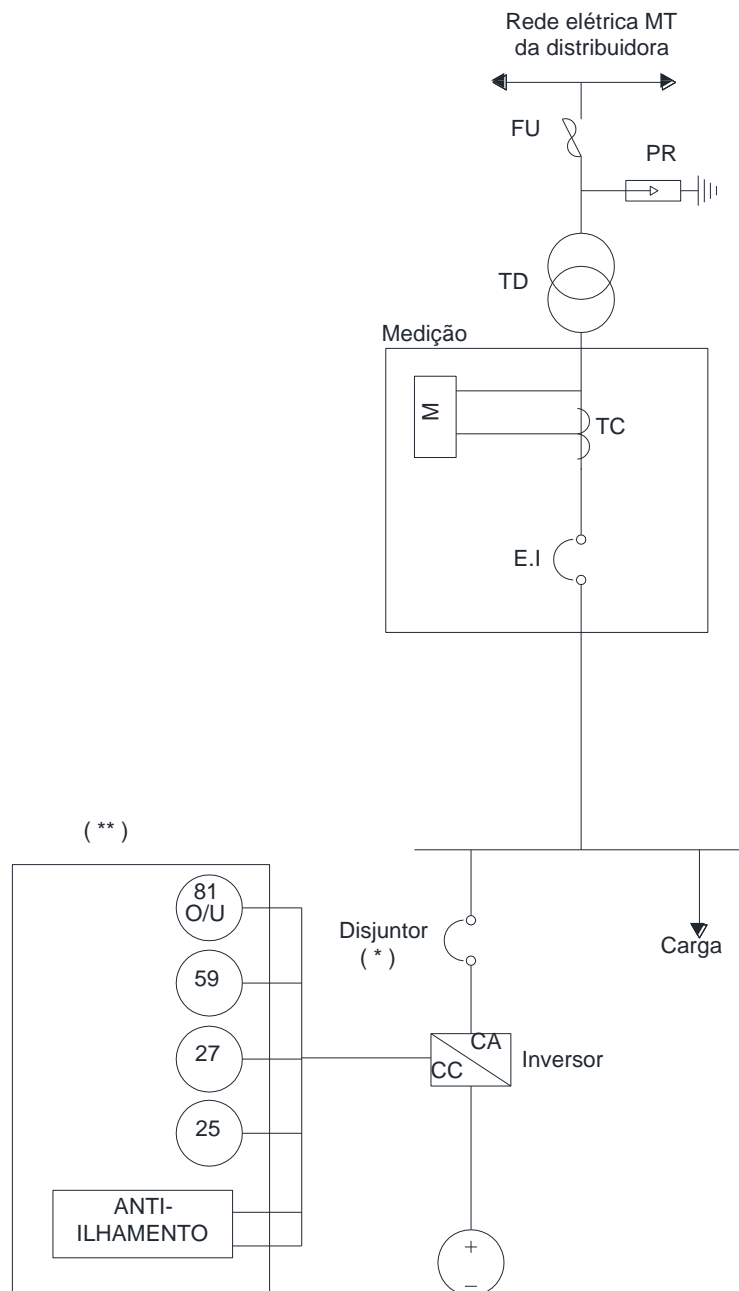 Rede elétrica MT
da distribuidora
FU
PR
TD
Medição
M
TC
E.I
( ** )
81
O/U
59
27
25
ANTI-
ILHAMENTO
Disjuntor
( * )
Carga
CA
CC
Inversor
+
−